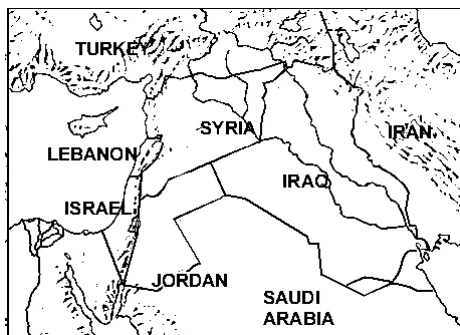 TURKEY
SYRIA
IRAN
LEBANON
IRAQ
ISRAEL
JORDAN
SAUDI
ARABIA